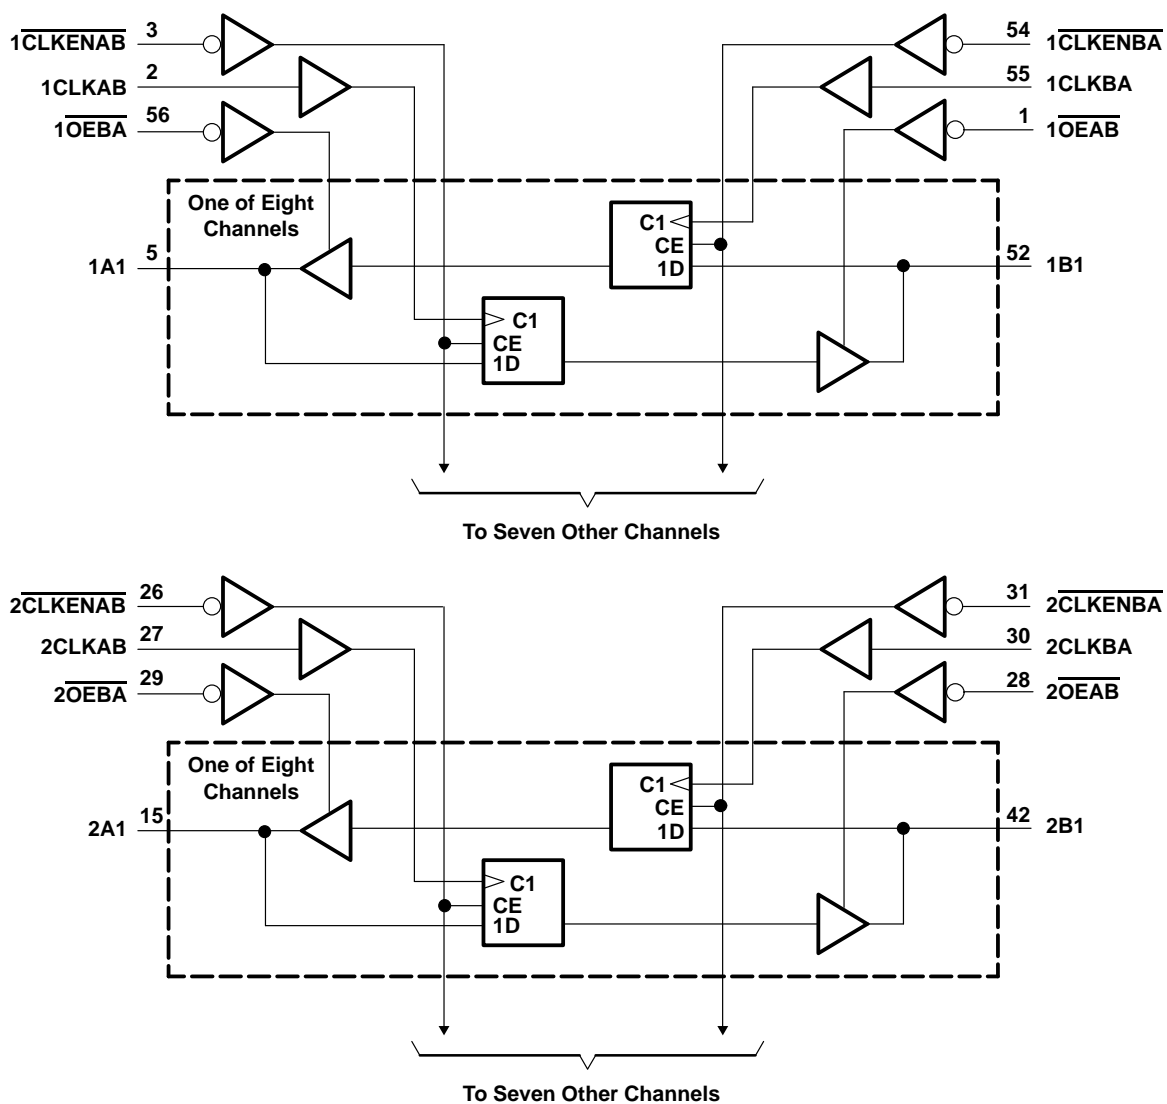 1CLKENAB 3
1CLKAB 2
1OEBA 56
54 1CLKENBA
55 1CLKBA
1 1OEAB
One of Eight
Channels
1A1 5
C1
CE
1D
52 1B1
C1
CE
1D
To Seven Other Channels
2CLKENAB 26
2CLKAB 27
2OEBA 29
31 2CLKENBA
30 2CLKBA
28 2OEAB
One of Eight
Channels
2A1 15
C1
CE
1D
42 2B1
C1
CE
1D
To Seven Other Channels